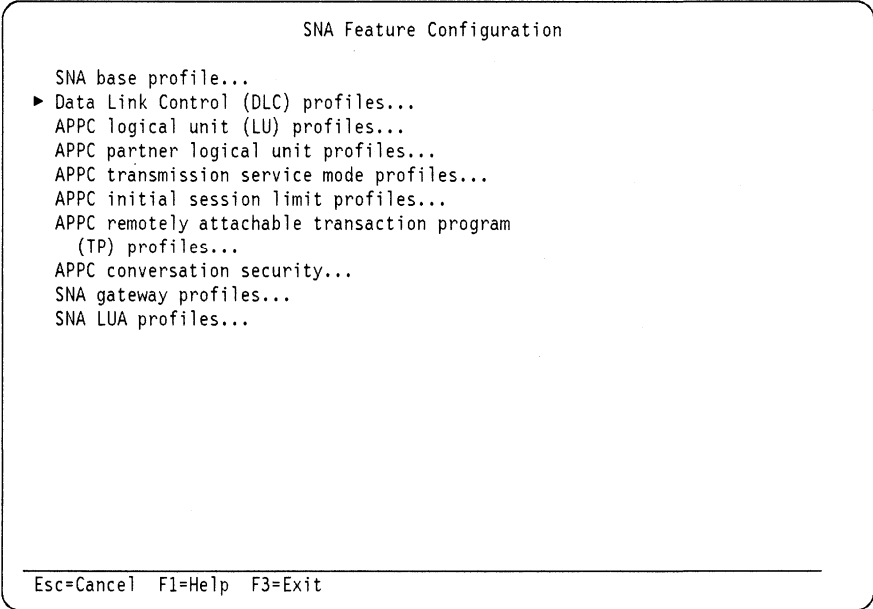 SNA Feature Configuration
SNA base profile...
► Data Link Control (DLC) profiles...
APPC logical unit (LU) profiles...
APPC partner logical unit profiles...
APPC transmission service mode profiles...
APPC initial session limit profiles...
APPC remotely attachable transaction program
(TP) profiles...
APPC conversation security...
SNA gateway profiles...
SNA LUA profiles...
Esc=Cancel F1=Help F3=Exit